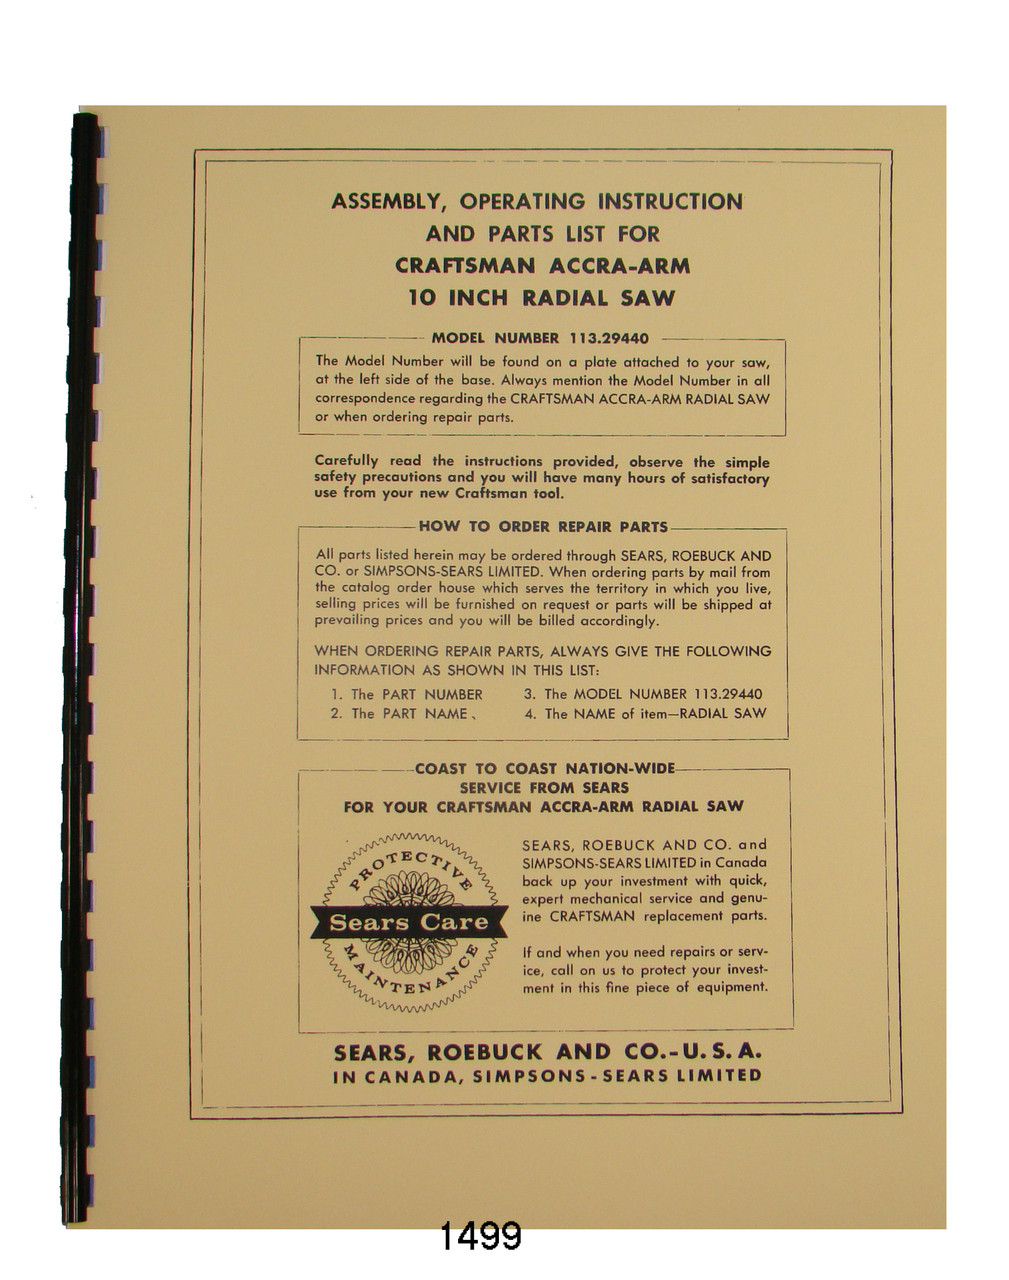 ASSEMBLY, OPERATING INSTRUCTION
AND PARTS LIST FOR
CRAFTSMAN ACCRA-ARM
10 INCH RADIAL SAW
MODEL NUMBER 113.29440
The Model Number will be found on a plate attached to your saw,
at the left side of the base. Always mention the Model Number in all
correspondence regarding the CRAFTSMAN ACCRA-ARM RADIAL SAW
or when ordering repair parts.
Carefully read the instructions provided, observe the simple
safety precautions and you will have many hours of satisfactory
use from your new Craftsman tool.
HOW TO ORDER REPAIR PARTS
All parts listed herein may be ordered through SEARS, ROEBUCK AND
CO. or SIMPSONS-SEARS LIMITED. When ordering parts by mail from
the catalog order house which serves the territory in which you live,
selling prices will be furnished on request or parts will be shipped at
prevailing prices and you will be billed accordingly.
WHEN ORDERING REPAIR PARTS, ALWAYS GIVE THE FOLLOWING
INFORMATION AS SHOWN IN THIS LIST:
1. The PART NUMBER
2. The PART NAME
3. The MODEL NUMBER 113.29440
4. The NAME of item—RADIAL SAW
COAST TO COAST NATION-WIDE
SERVICE FROM SEARS
FOR YOUR CRAFTSMAN ACCRA-ARM RADIAL SAW
PROTECTIVE
Sears Care
MAINTENANCE
SEARS, ROEBUCK AND CO. and
SIMPSONS-SEARS LIMITED in Canada
back up your investment with quick,
expert mechanical service and genu-
ine CRAFTSMAN replacement parts.
If and when you need repairs or serv-
ice, call on us to protect your invest-
ment in this fine piece of equipment.
SEARS, ROEBUCK AND CO.-U.S.A.
IN CANADA, SIMPSONS-SEARS LIMITED
1499